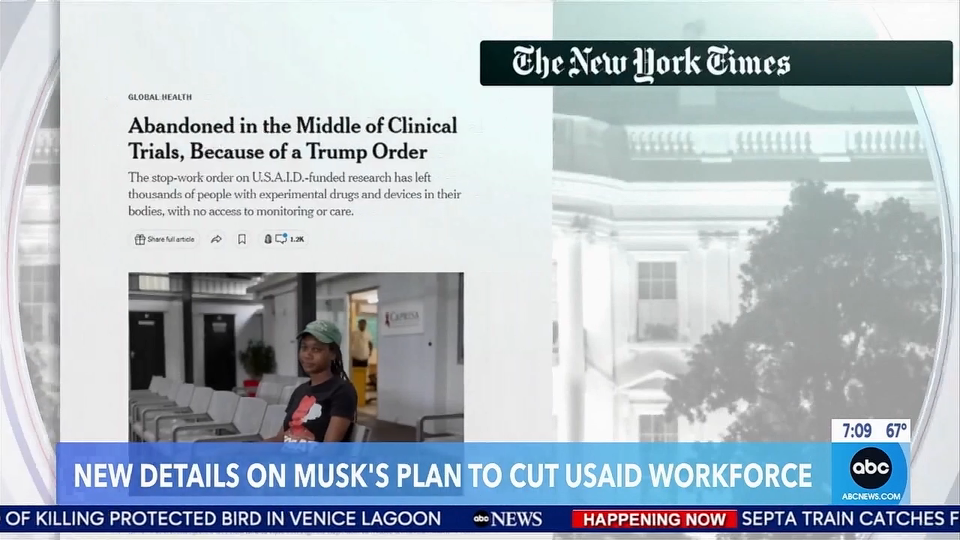 The New York Times
GLOBAL HEALTH
Abandoned in the Middle of Clinical
Trials, Because of a Trump Order
The stop-work order on U.S.A.I.D.-funded research has left
thousands of people with experimental drugs and devices in their
bodies, with no access to monitoring or care.
Share full article
1.2K
CAPRISA
7:09 67°
NEW DETAILS ON MUSK'S PLAN TO CUT USAID WORKFORCE
abc
ABCNEWS.COM
OF KILLING PROTECTED BIRD IN VENICE LAGOON abc NEWS HAPPENING NOW SEPTA TRAIN CATCHES F